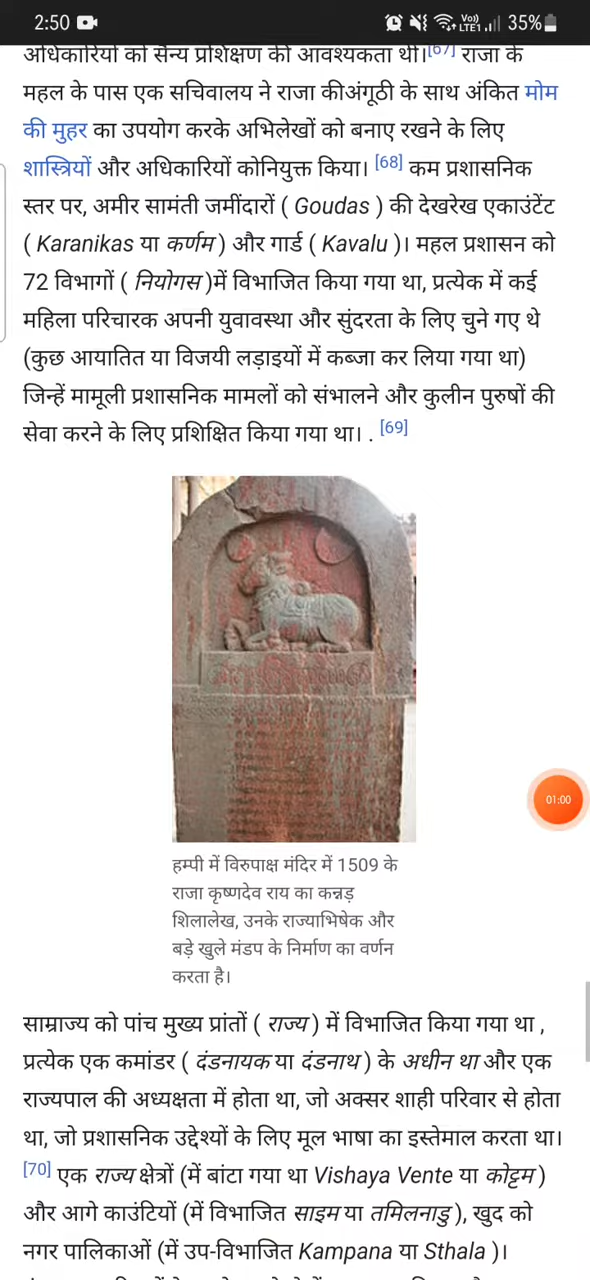 2:50
Vo)) LTE1 35%
अधिकारियों को सैन्य प्रशिक्षण की आवश्यकता थी।[67] राजा के
महल के पास एक सचिवालय ने राजा कीअंगूठी के साथ अंकित मोम
की मुहर का उपयोग करके अभिलेखों को बनाए रखने के लिए
शास्त्रियों और अधिकारियों कोनियुक्त किया। [68] कम प्रशासनिक
स्तर पर, अमीर सामंती जमींदारों ( Goudas ) की देखरेख एकाउंटेंट
( Karanikas या कर्णम ) और गार्ड ( Kavalu )। महल प्रशासन को
72 विभागों ( नियोगस )में विभाजित किया गया था, प्रत्येक में कई
महिला परिचारक अपनी युवावस्था और सुंदरता के लिए चुने गए थे
(कुछ आयातित या विजयी लड़ाइयों में कब्जा कर लिया गया था)
जिन्हें मामूली प्रशासनिक मामलों को संभालने और कुलीन पुरुषों की
सेवा करने के लिए प्रशिक्षित किया गया था। . [69]
01:00
हम्पी में विरुपाक्ष मंदिर में 1509 के
राजा कृष्णदेव राय का कन्नड़
शिलालेख, उनके राज्याभिषेक और
बड़े खुले मंडप के निर्माण का वर्णन
करता है।
साम्राज्य को पांच मुख्य प्रांतों ( राज्य ) में विभाजित किया गया था ,
प्रत्येक एक कमांडर ( दंडनायक या दंडनाथ ) के अधीन था और एक
राज्यपाल की अध्यक्षता में होता था, जो अक्सर शाही परिवार से होता
था, जो प्रशासनिक उद्देश्यों के लिए मूल भाषा का इस्तेमाल करता था।
[70] एक राज्य क्षेत्रों (में बांटा गया था Vishaya Vente या कोट्टम )
और आगे काउंटियों (में विभाजित साइम या तमिलनाडु ), खुद को
नगर पालिकाओं (में उप-विभाजित Kampana या Sthala )।